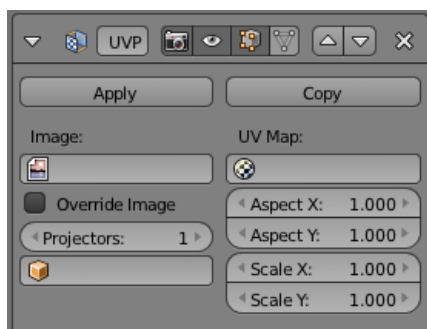 UVP
Apply Copy
Image: UV Map:
Override Image
Aspect X: 1.000
Projectors: 1 Aspect Y: 1.000
Scale X: 1.000
Scale Y: 1.000